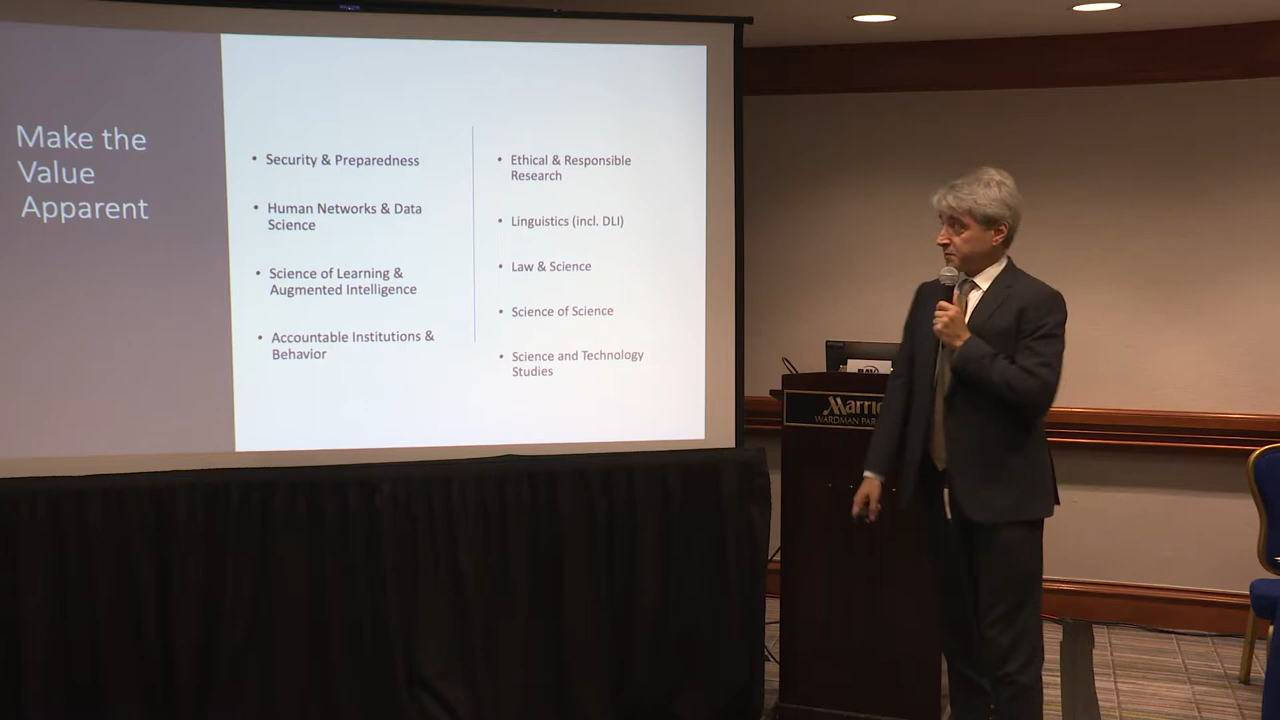 Make the
Value
Apparent
• Security & Preparedness
• Human Networks & Data
Science
• Science of Learning &
Augmented Intelligence
• Accountable Institutions &
Behavior
• Ethical & Responsible
Research
• Linguistics (incl. DLI)
• Law & Science
• Science of Science
• Science and Technology
Studies
Marrio
WARDMAN PAR